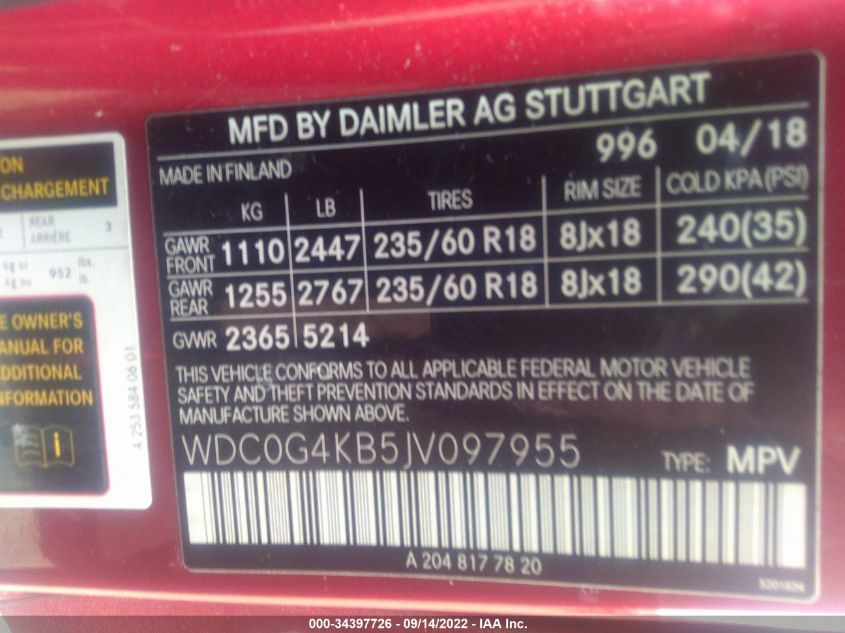 ON
CHARGEMENT
REAR 3
ARRIÈRE
kg or 952 lbs.
kg ou lb.
E OWNER'S
ANUAL FOR
DDITIONAL
NFORMATION
A 253 584 06 01
MFD BY DAIMLER AG STUTTGART
996 04/18
MADE IN FINLAND
KG LB TIRES RIM SIZE COLD KPA(PSI)
GAWR FRONT 1110 2447 235/60 R18 8Jx18 240(35)
GAWR REAR 1255 2767 235/60 R18 8Jx18 290(42)
GVWR 2365 5214
THIS VEHICLE CONFORMS TO ALL APPLICABLE FEDERAL MOTOR VEHICLE
SAFETY AND THEFT PREVENTION STANDARDS IN EFFECT ON THE DATE OF
MANUFACTURE SHOWN ABOVE.
WDC0G4KB5JV097955 TYPE: MPV
A 204 817 78 20
000-34397726 - 09/14/2022 - IAA Inc.